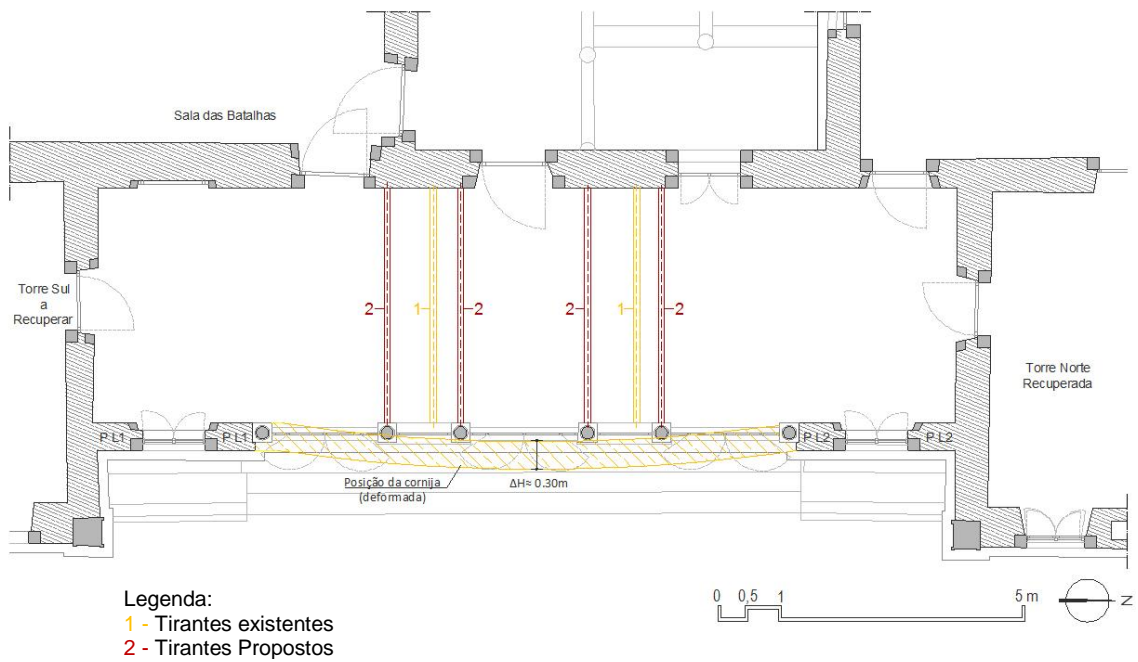 Sala das Batalhas
Torre Sul
a
Recuperar
2
1
2
2
1
2
Torre Norte
Recuperada
P L1
P L1
P L2
P L2
Posição da cornija
(deformada)
ΔH≈ 0.30m
Legenda:
1 - Tirantes existentes
2 - Tirantes Propostos
0 0,5 1 5 m
N